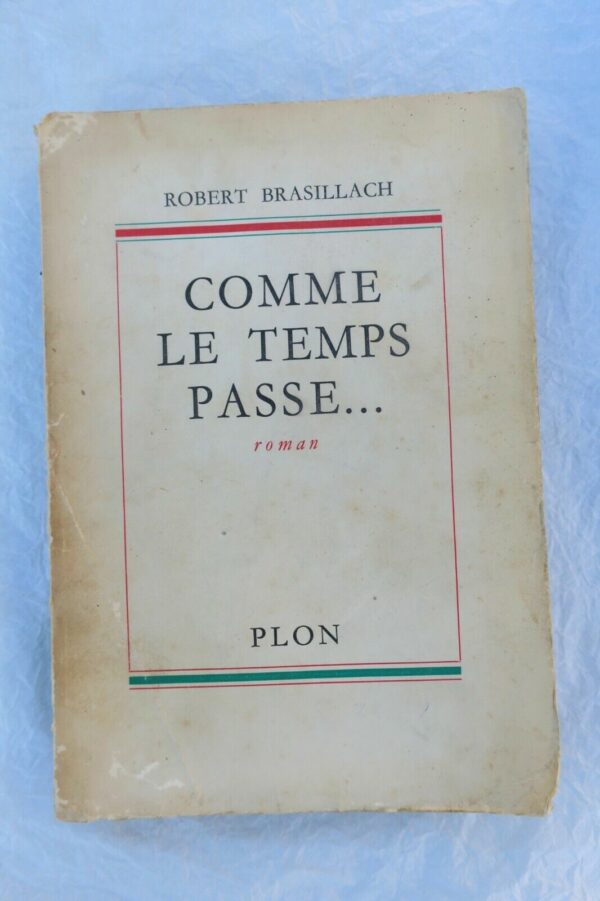 ROBERT BRASILLACH
COMME
LE TEMPS
PASSE...
roman
PLON